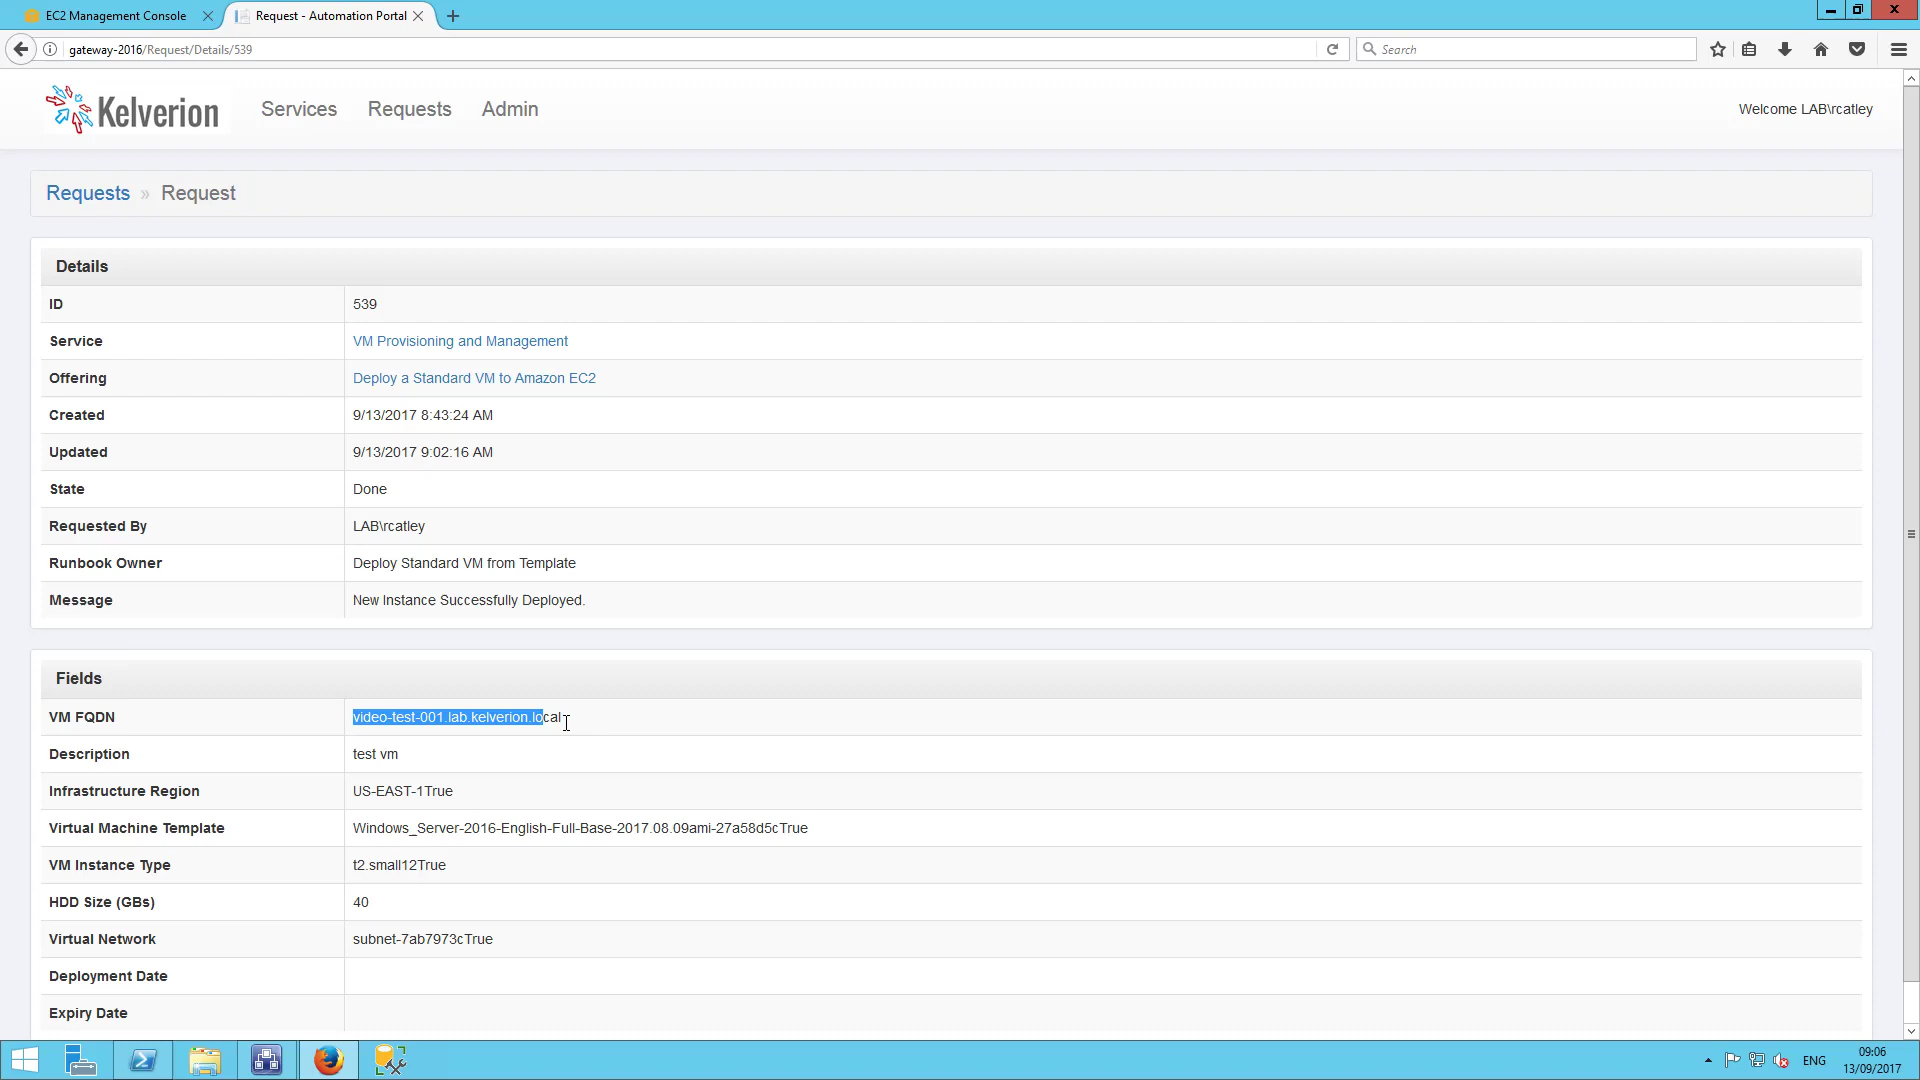 EC2 Management Console
Request - Automation Portal
gateway-2016/Request/Details/539
Search
Kelverion
Services
Requests
Admin
Welcome LAB\rcatley
Requests » Request
Details
ID 539
Service VM Provisioning and Management
Offering Deploy a Standard VM to Amazon EC2
Created 9/13/2017 8:43:24 AM
Updated 9/13/2017 9:02:16 AM
State Done
Requested By LAB\rcatley
Runbook Owner Deploy Standard VM from Template
Message New Instance Successfully Deployed.
Fields
VM FQDN video-test-001.lab.kelverion.local
Description test vm
Infrastructure Region US-EAST-1True
Virtual Machine Template Windows_Server-2016-English-Full-Base-2017.08.09ami-27a58d5cTrue
VM Instance Type t2.small12True
HDD Size (GBs) 40
Virtual Network subnet-7ab7973cTrue
Deployment Date
Expiry Date
ENG
09:06
13/09/2017